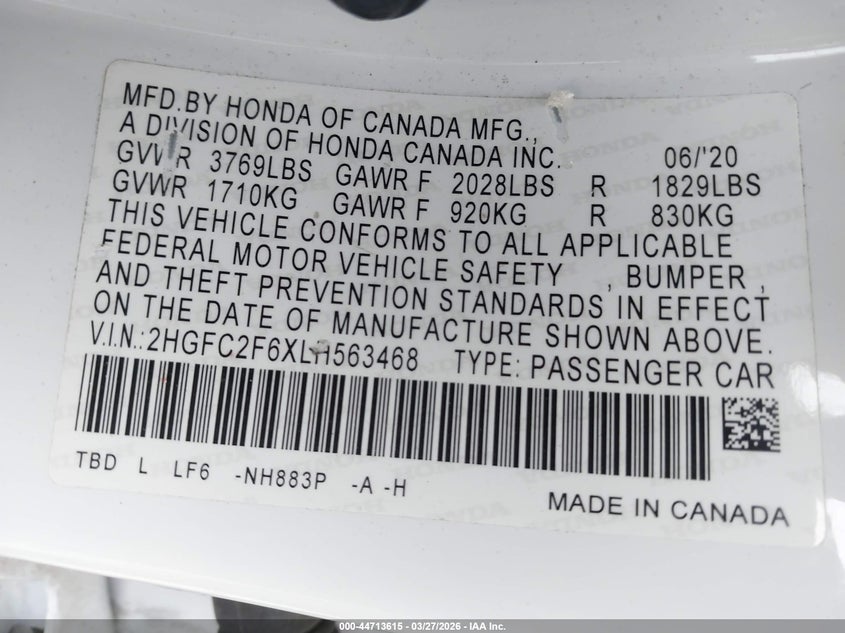 MFD.BY HONDA OF CANADA MFG.,
A DIVISION OF HONDA CANADA INC. 06/'20
GVWR 3769LBS GAWR F 2028LBS R 1829LBS
GVWR 1710KG GAWR F 920KG R 830KG
THIS VEHICLE CONFORMS TO ALL APPLICABLE
FEDERAL MOTOR VEHICLE SAFETY , BUMPER ,
AND THEFT PREVENTION STANDARDS IN EFFECT
ON THE DATE OF MANUFACTURE SHOWN ABOVE.
V.I.N.:2HGFC2F6XLH563468 TYPE: PASSENGER CAR
TBD L LF6 -NH883P -A -H
MADE IN CANADA
000-44713615 — 03/27/2026 — IAA Inc.